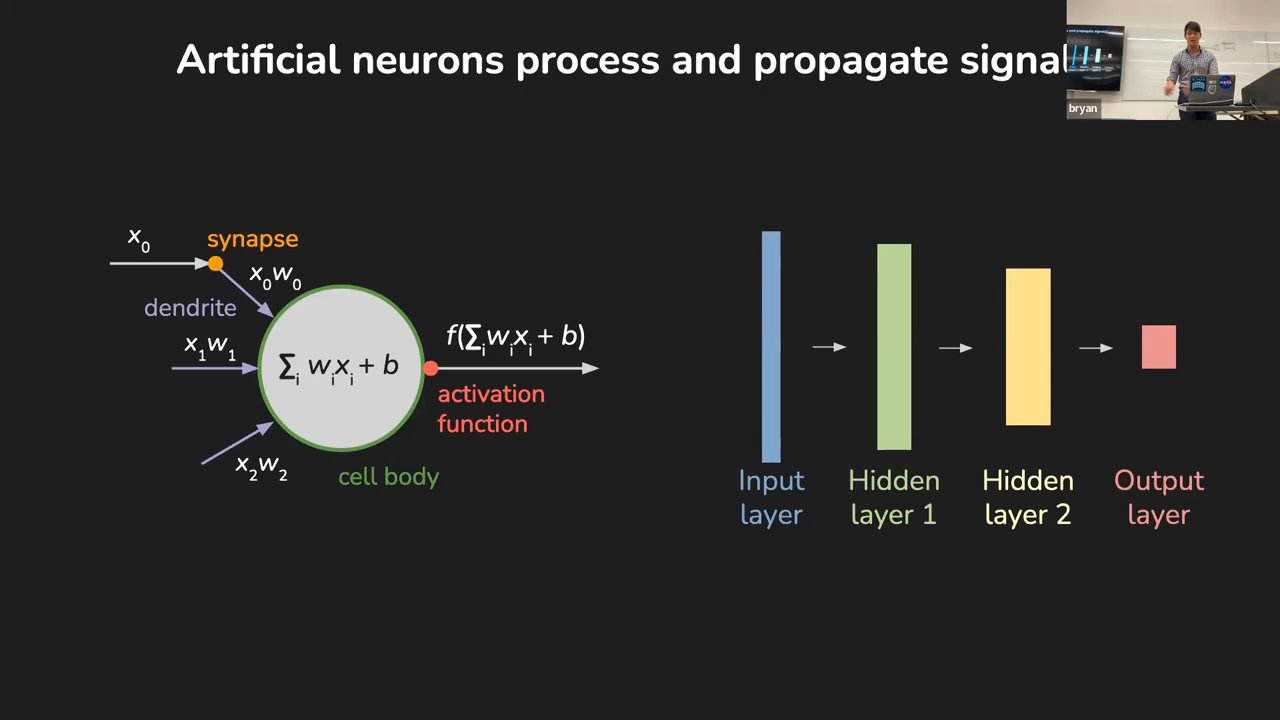 Artificial neurons process and propagate signal
bryan
x₀
synapse
x₀w₀
dendrite
x₁w₁
f(∑ᵢwᵢxᵢ + b)
∑ᵢ wᵢxᵢ + b
activation
function
x₂w₂
cell body
Input
layer
Hidden
layer 1
Hidden
layer 2
Output
layer